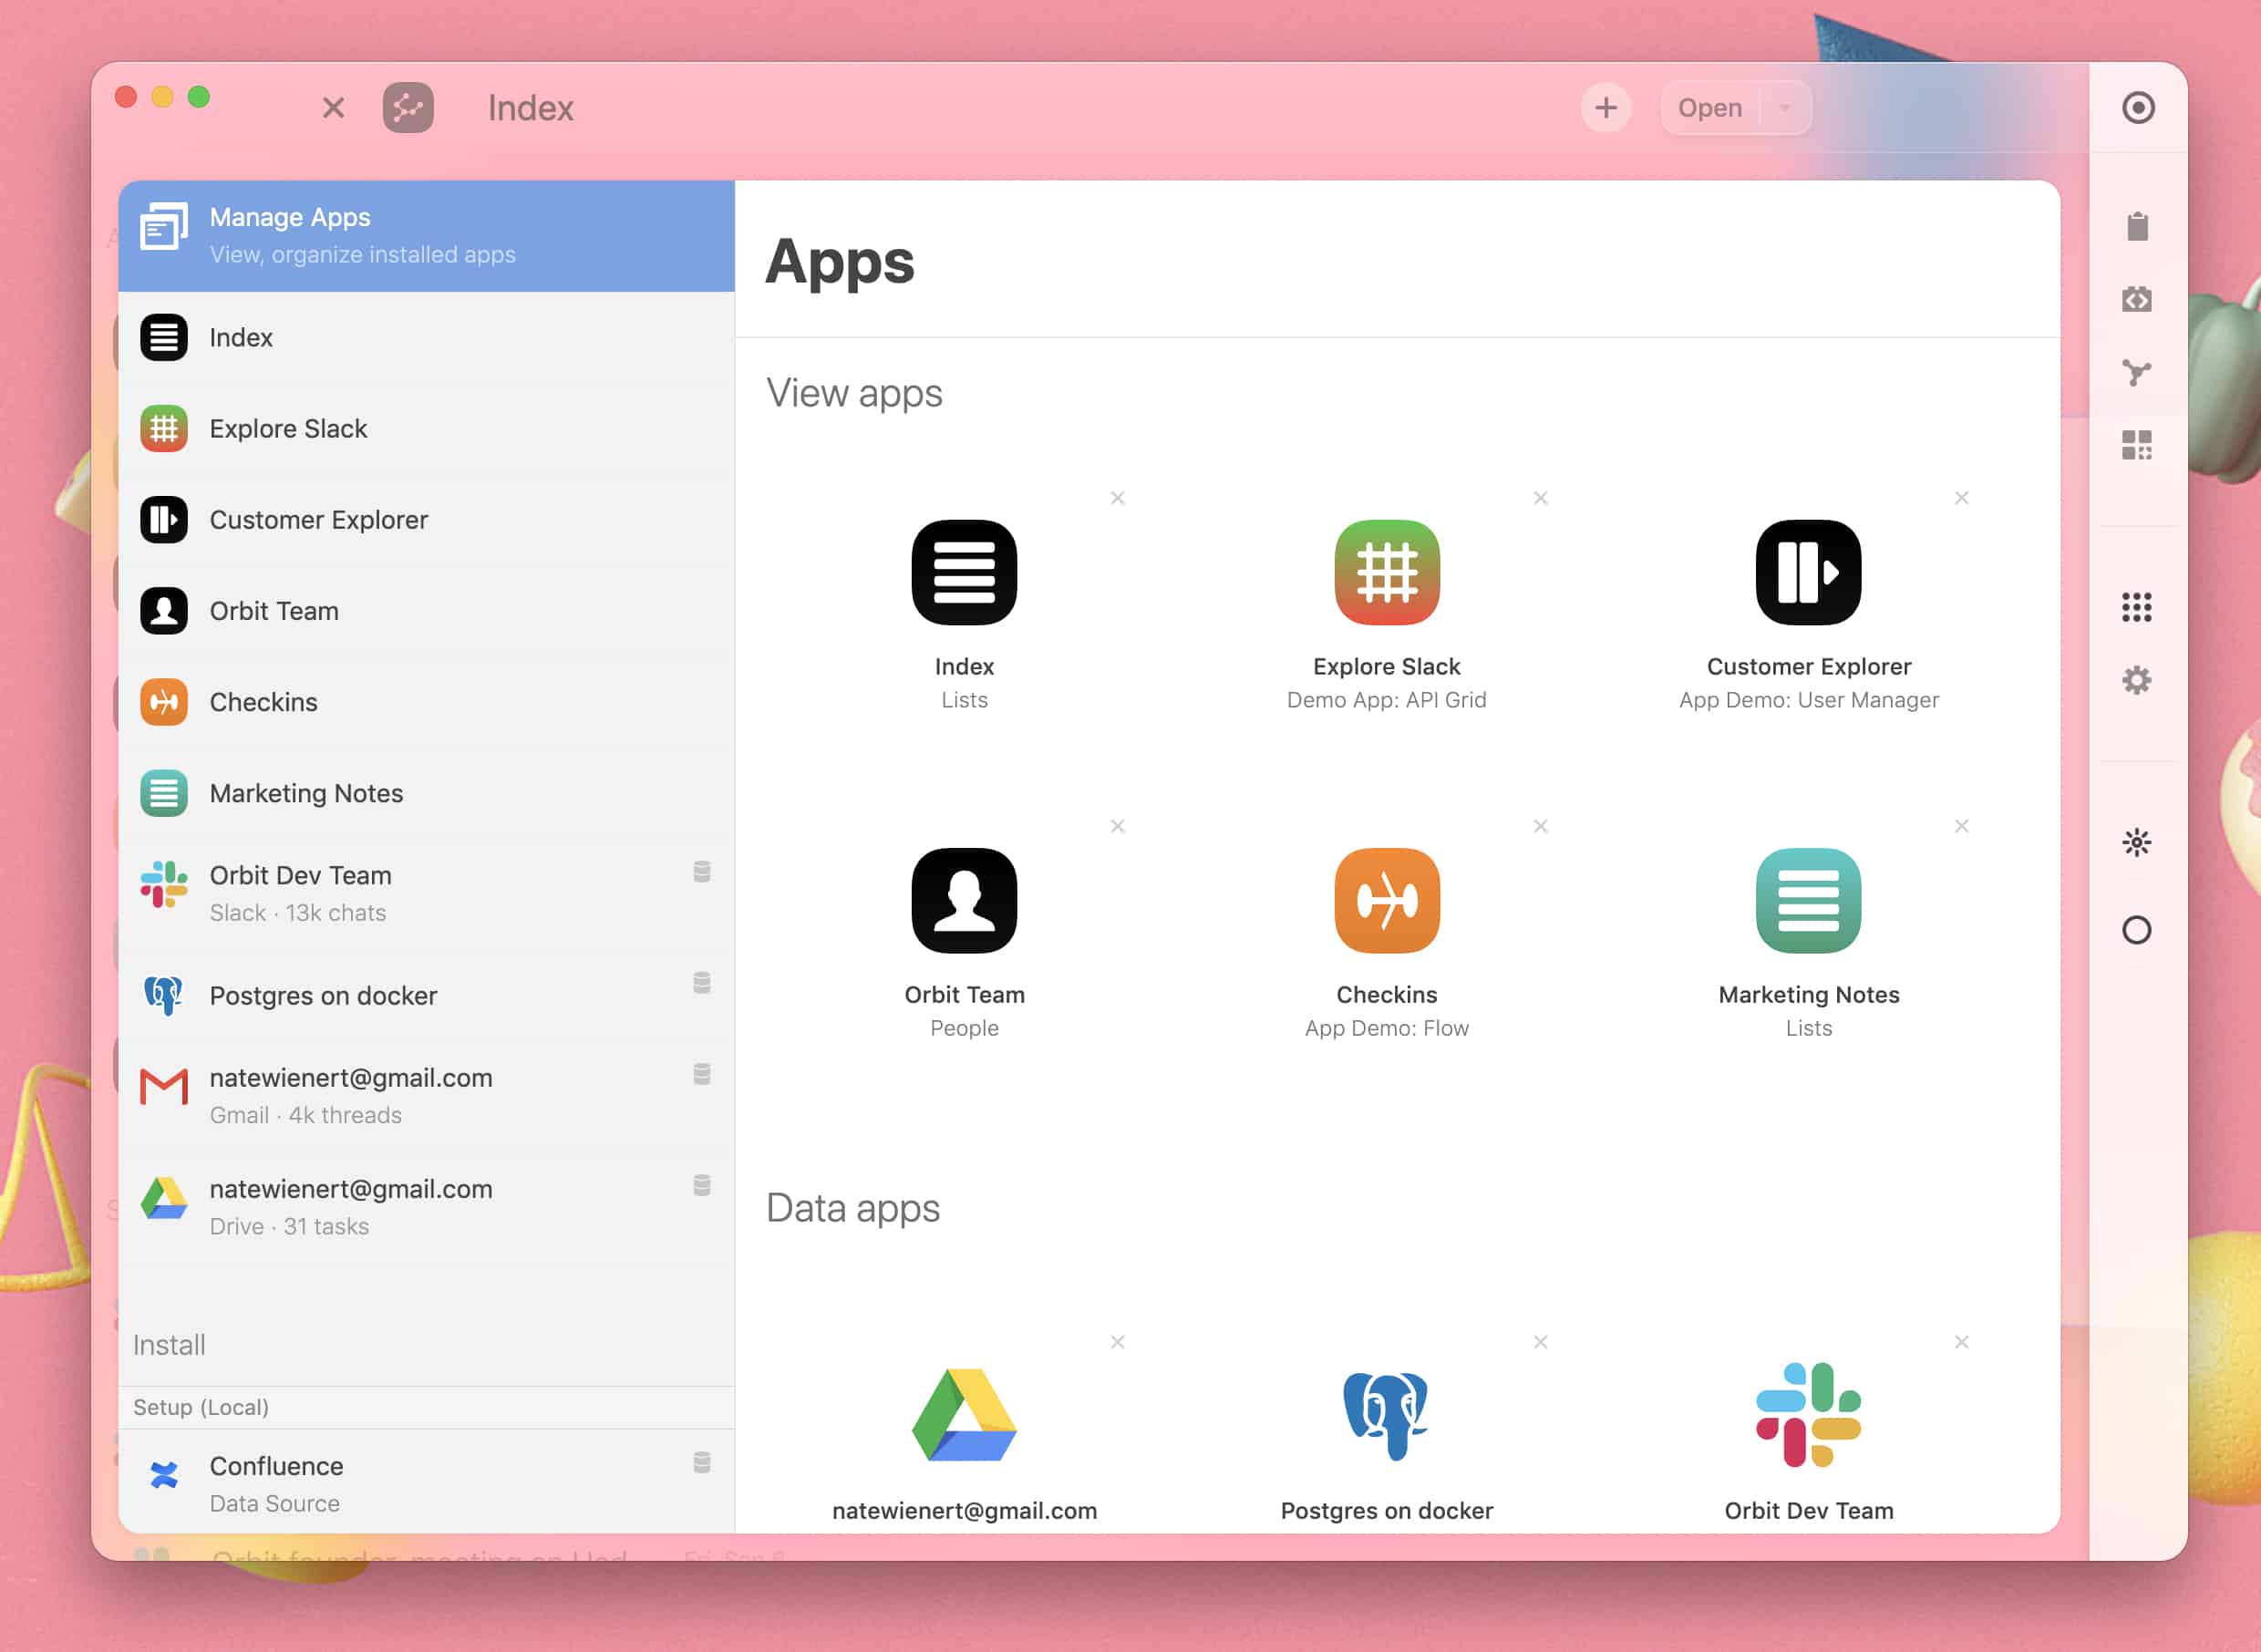 Index
Open
Manage Apps
View, organize installed apps
Index
Explore Slack
Customer Explorer
Orbit Team
Checkins
Marketing Notes
Orbit Dev Team
Slack · 13k chats
Postgres on docker
natewienert@gmail.com
Gmail · 4k threads
natewienert@gmail.com
Drive · 31 tasks
Install
Setup (Local)
Confluence
Data Source
Apps
View apps
Index
Lists
Explore Slack
Demo App: API Grid
Customer Explorer
App Demo: User Manager
Orbit Team
People
Checkins
App Demo: Flow
Marketing Notes
Lists
Data apps
natewienert@gmail.com
Postgres on docker
Orbit Dev Team